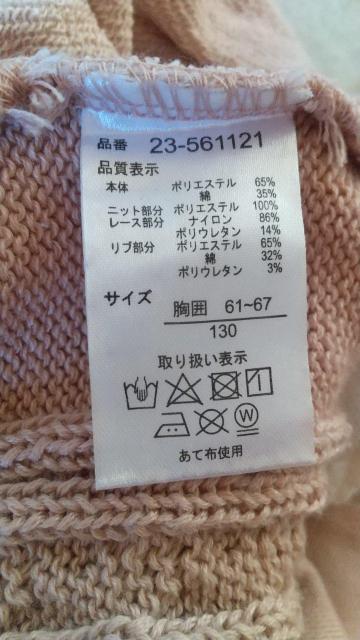 品番 23-561121
品質表示
本体 ポリエステル 65%
綿 35%
ニット部分 ポリエステル 100%
レース部分 ナイロン 86%
ポリウレタン 14%
リブ部分 ポリエステル 65%
綿 32%
ポリウレタン 3%
サイズ 胸囲 61~67
130
取り扱い表示
W
あて布使用